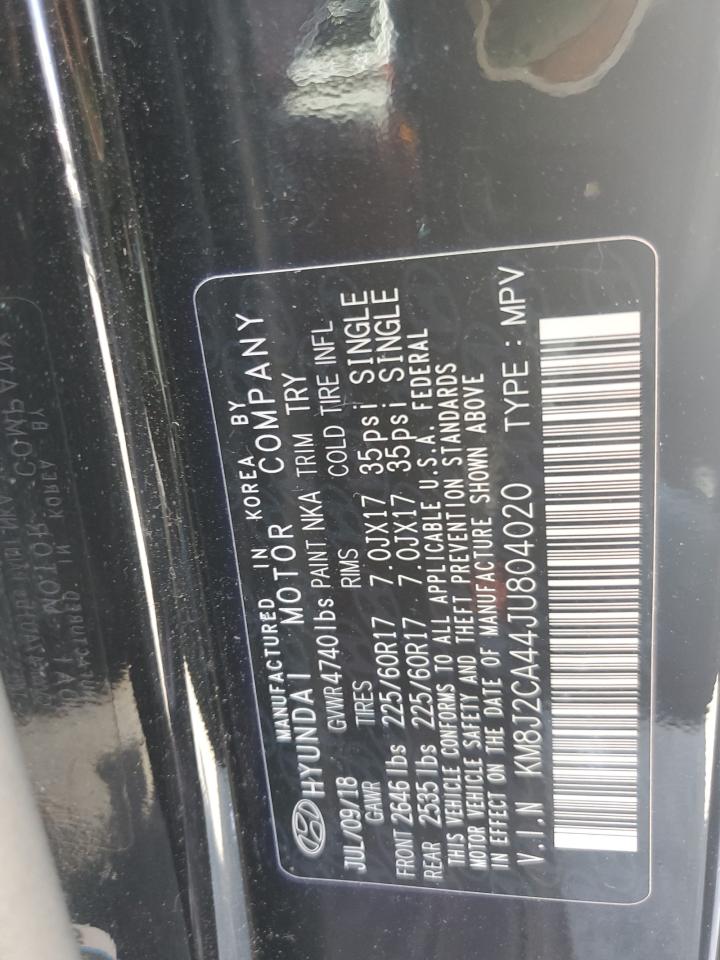 MANUFACTURED IN KOREA BY
HYUNDAI MOTOR COMPANY
JUL/09/18 GVWR 4740 lbs PAINT NKA TRIM TRY
GAWR TIRES RIMS COLD TIRE INFL
FRONT 2646 lbs 225/60R17 7.0JX17 35psi SINGLE
REAR 2535 lbs 225/60R17 7.0JX17 35psi SINGLE
THIS VEHICLE CONFORMS TO ALL APPLICABLE U.S.A. FEDERAL
MOTOR VEHICLE SAFETY AND THEFT PREVENTION STANDARDS
IN EFFECT ON THE DATE OF MANUFACTURE SHOWN ABOVE
V.I.N KM8J2CA44JU804020 TYPE : MPV